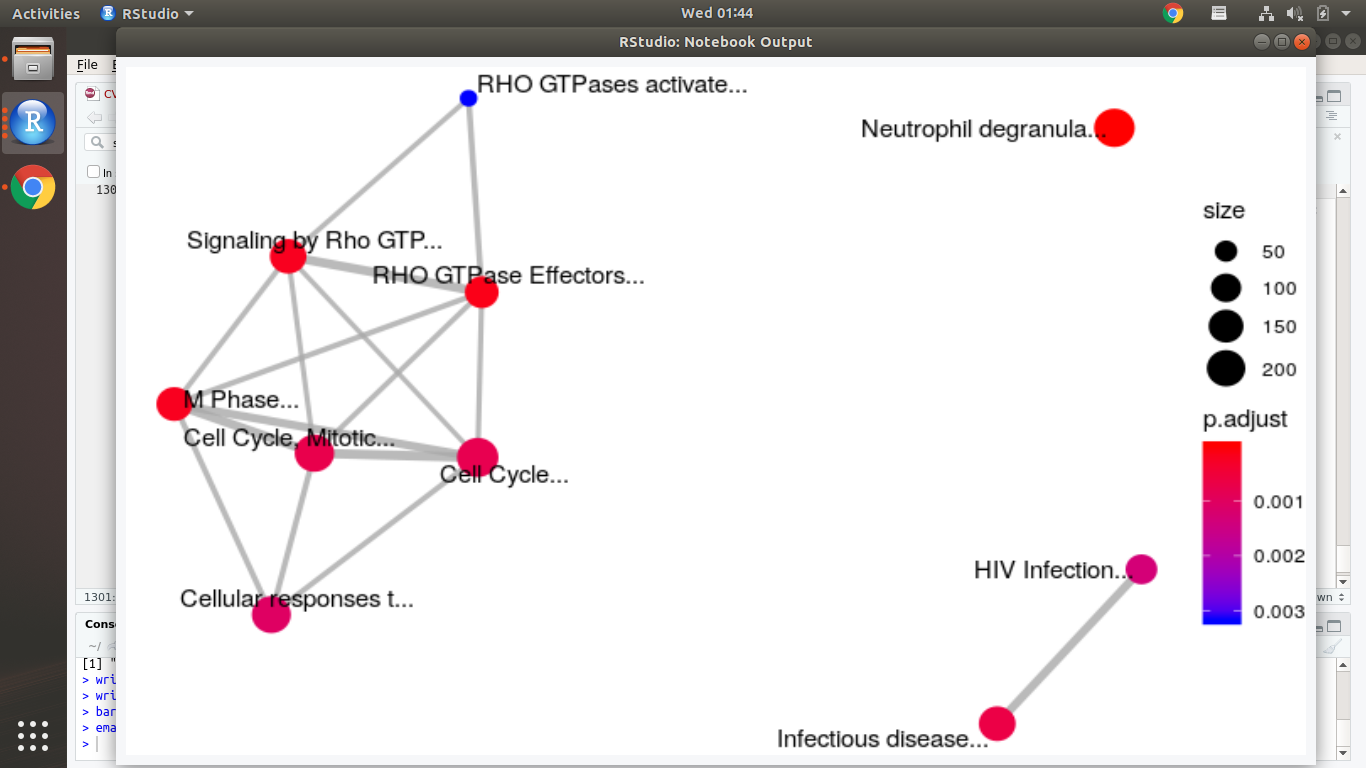 Activities
RStudio
Wed 01:44
RStudio: Notebook Output
File
RHO GTPases activate...
Neutrophil degranula...
size
Signaling by Rho GTP...
50
RHO GTPase Effectors...
100
150
200
M Phase...
p.adjust
Cell Cycle, Mitotic...
Cell Cycle...
0.001
0.002
HIV Infection...
Cellular responses t...
0.003
Infectious disease...
In
130
1301:
wn
Conso
~/
[1] "
> wri
> wri
> bar
> ema
>